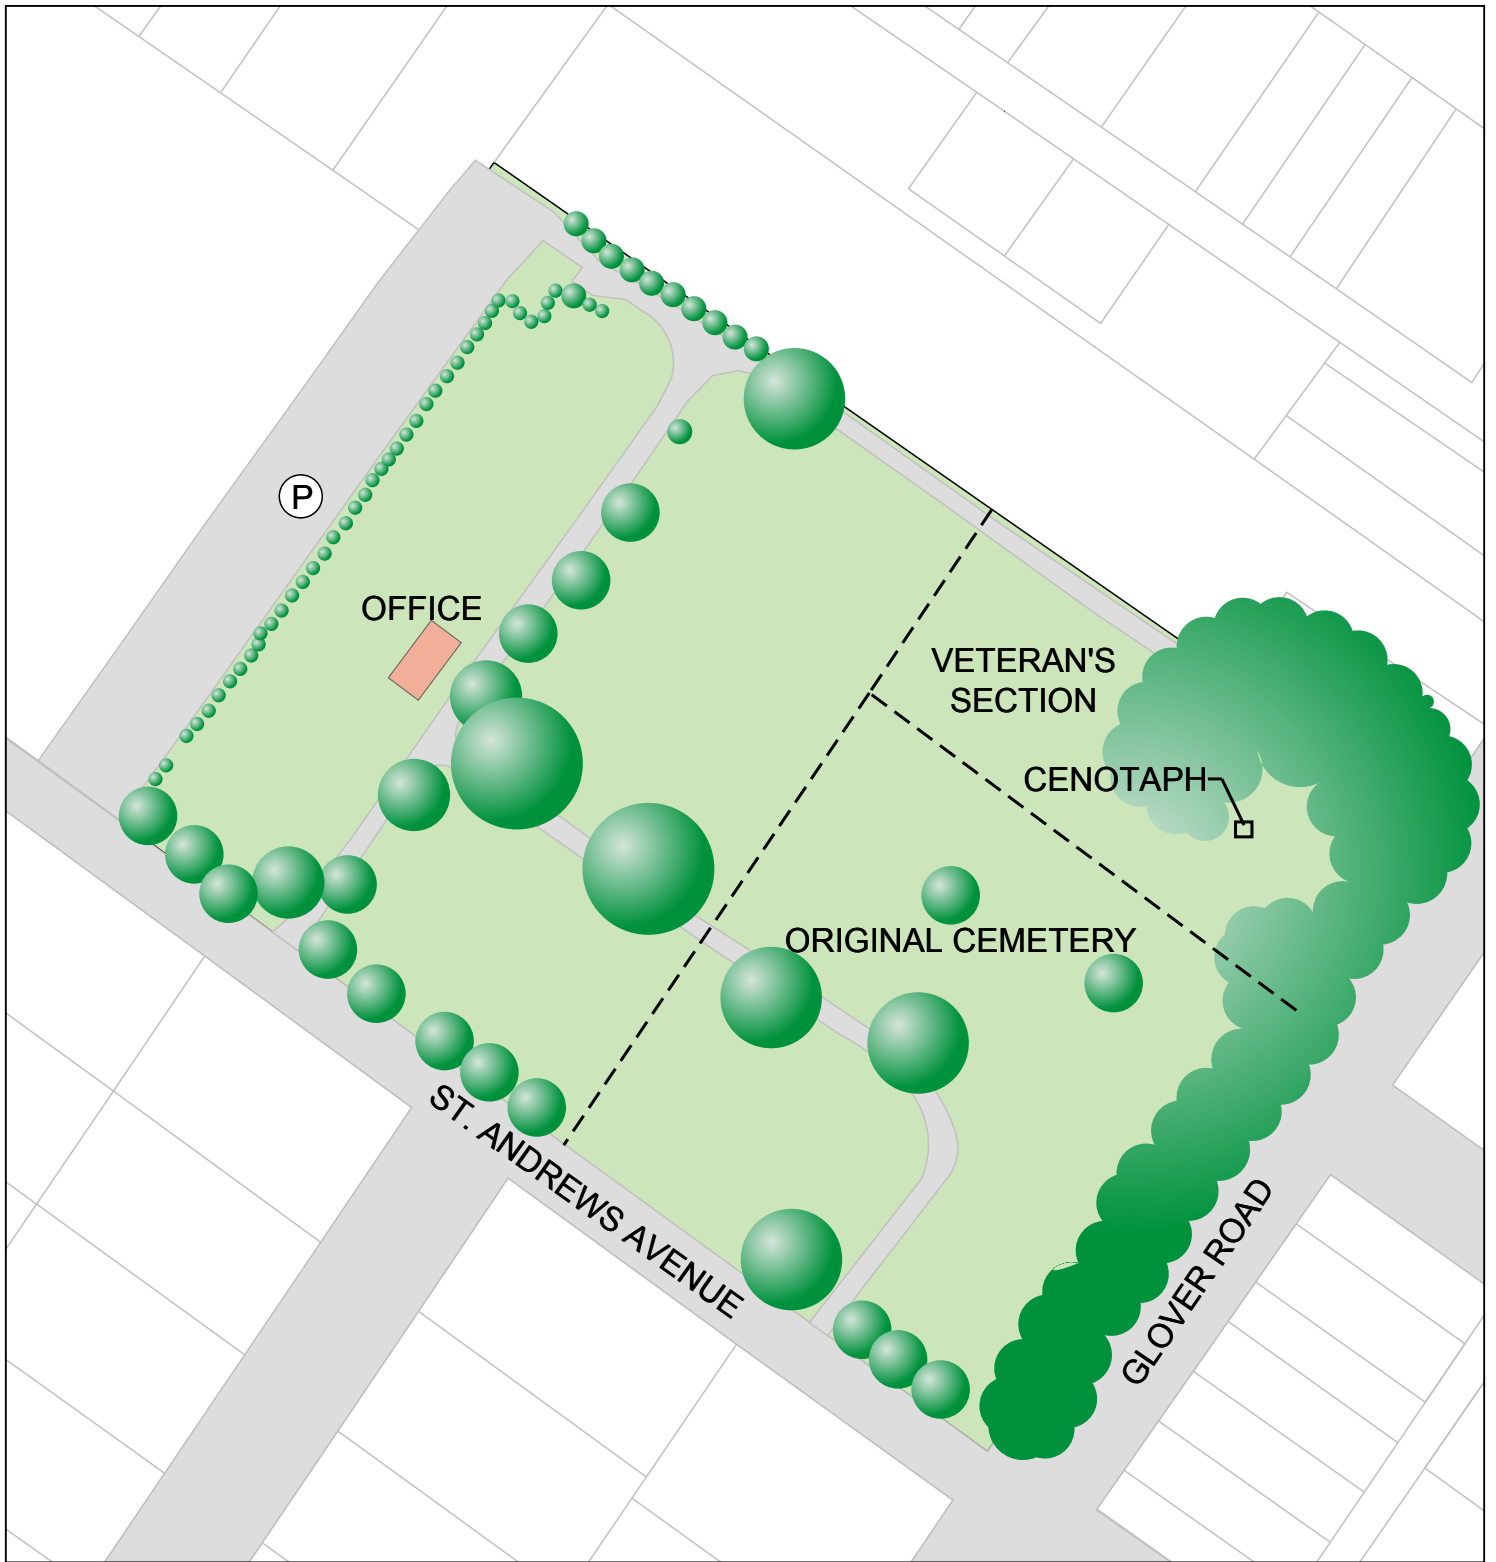 P
OFFICE
VETERAN'S
SECTION
CENOTAPH
ORIGINAL CEMETERY
ST. ANDREWS AVENUE
GLOVER ROAD